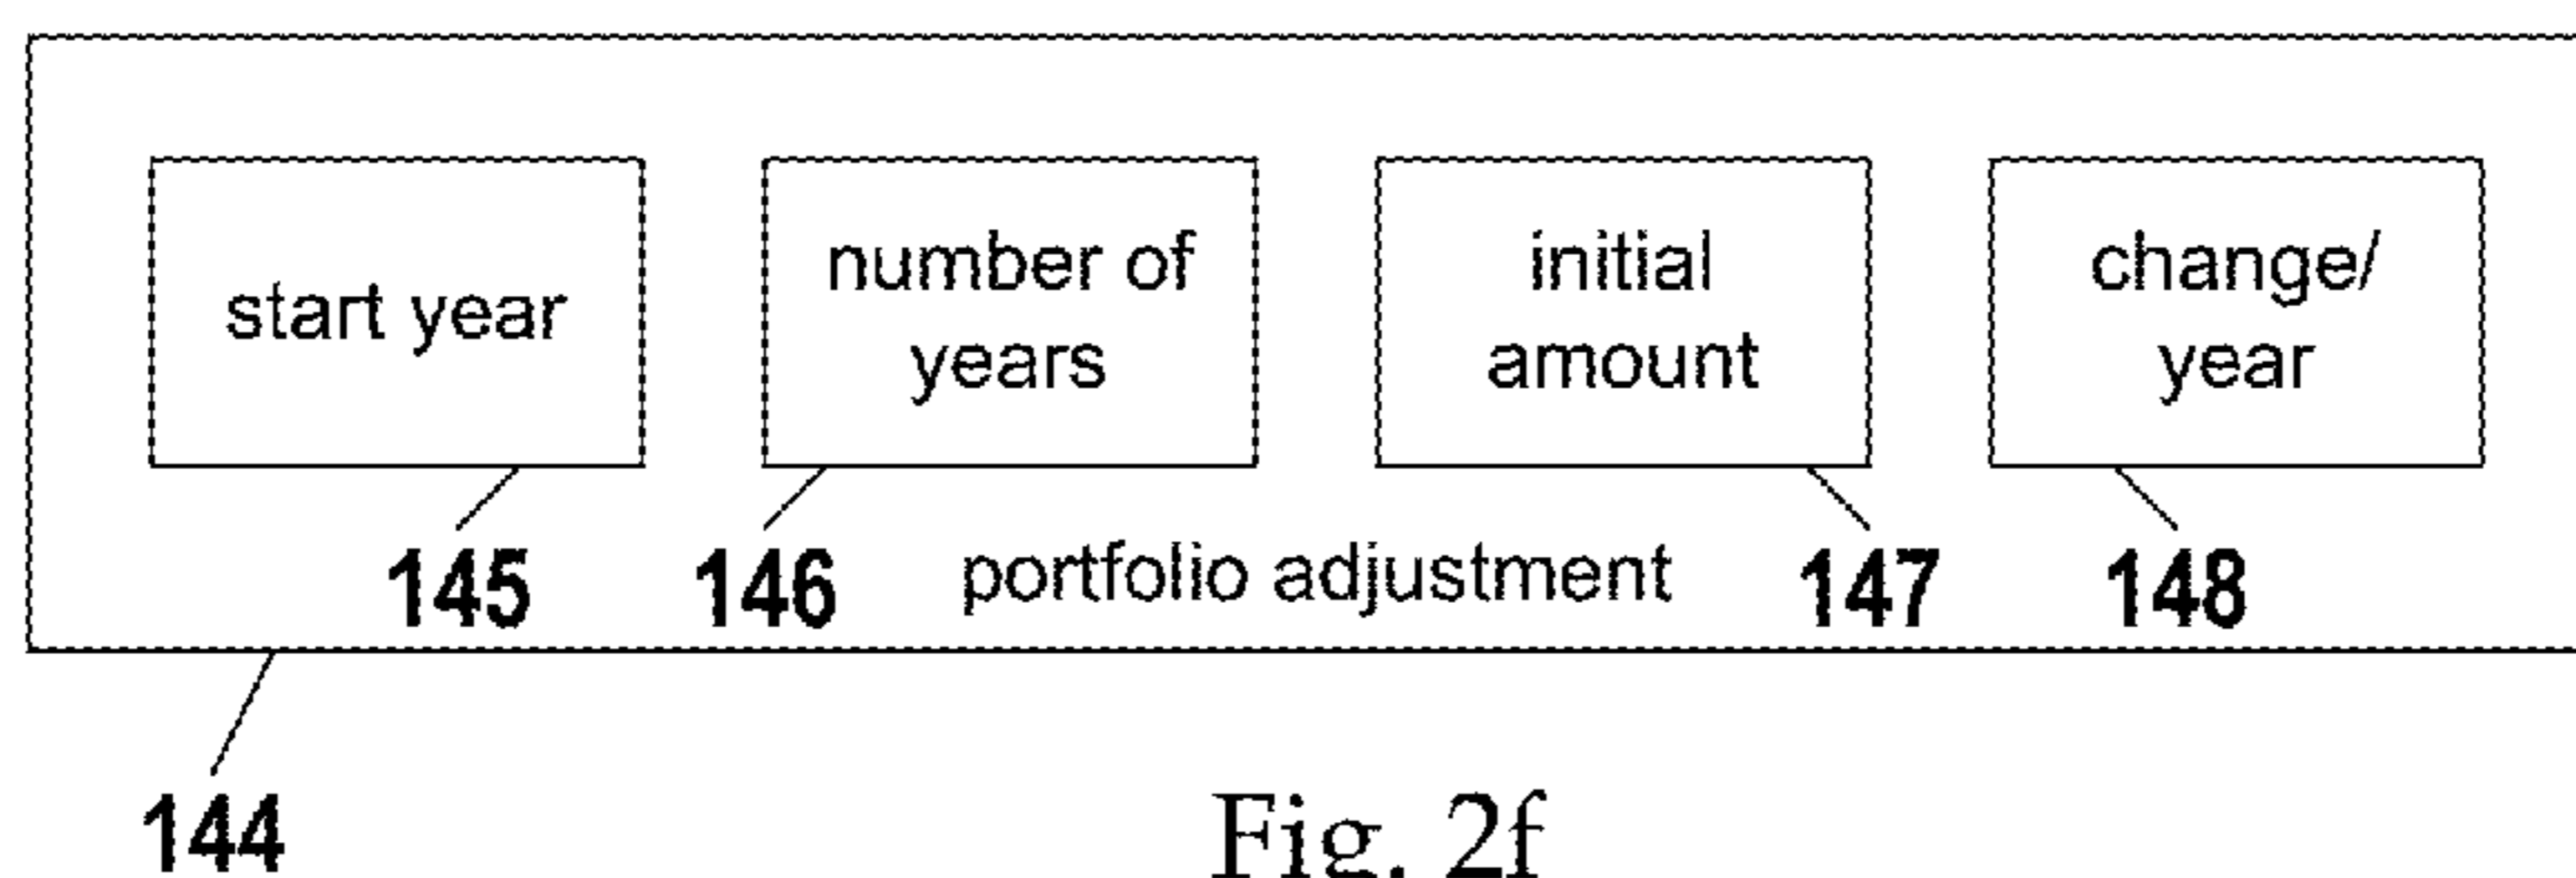 start year
number of
years
initial
amount
change/
year
145
146
portfolio adjustment
147
148
144
Fig. 2f